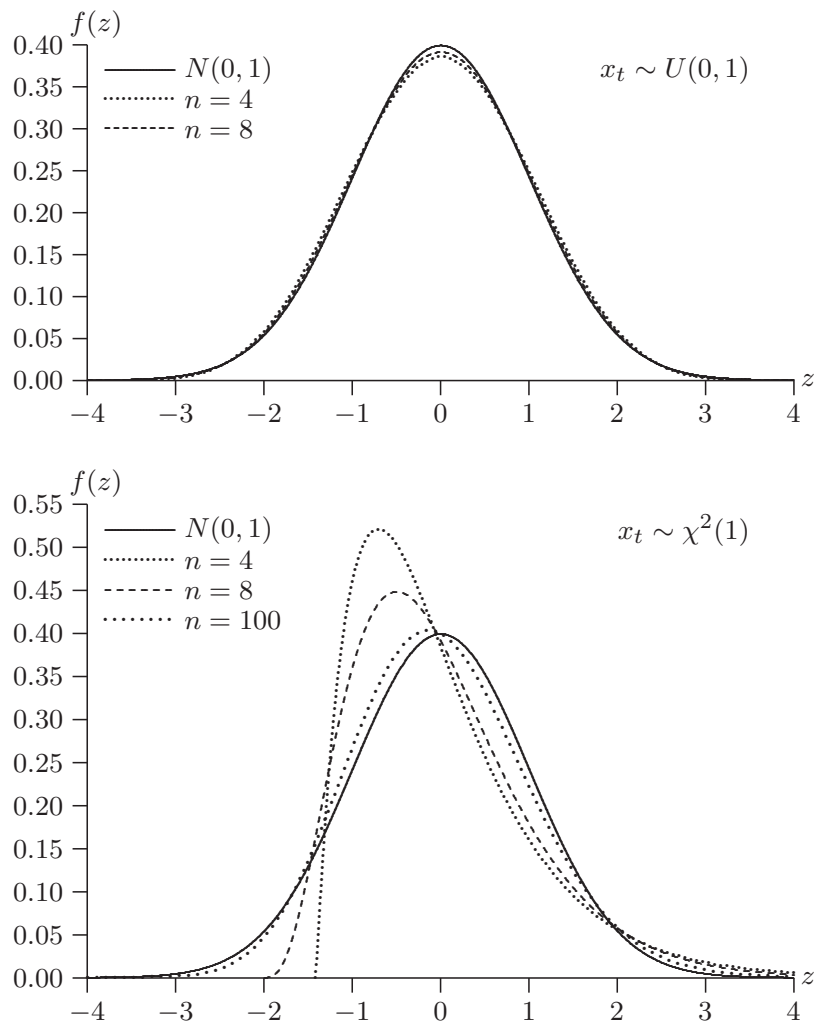 f(z)
0.40
0.35
0.30
0.25
0.20
0.15
0.10
0.05
0.00
N(0, 1)
n = 4
n = 8
x_t ∼ U(0, 1)
−4 −3 −2 −1 0 1 2 3 4
z
f(z)
0.55
0.50
0.45
0.40
0.35
0.30
0.25
0.20
0.15
0.10
0.05
0.00
N(0, 1)
n = 4
n = 8
n = 100
x_t ∼ χ²(1)
−4 −3 −2 −1 0 1 2 3 4
z